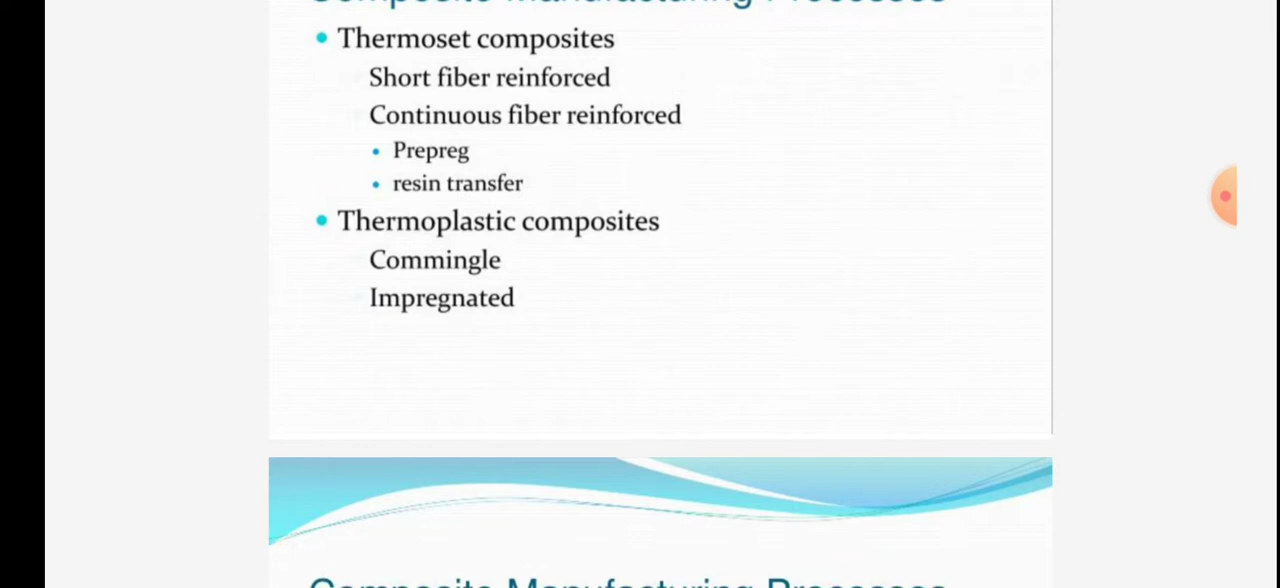 Composite Manufacturing Processes
Thermoset composites
Short fiber reinforced
Continuous fiber reinforced
Prepreg
resin transfer
Thermoplastic composites
Commingle
Impregnated
Composite Manufacturing Processes